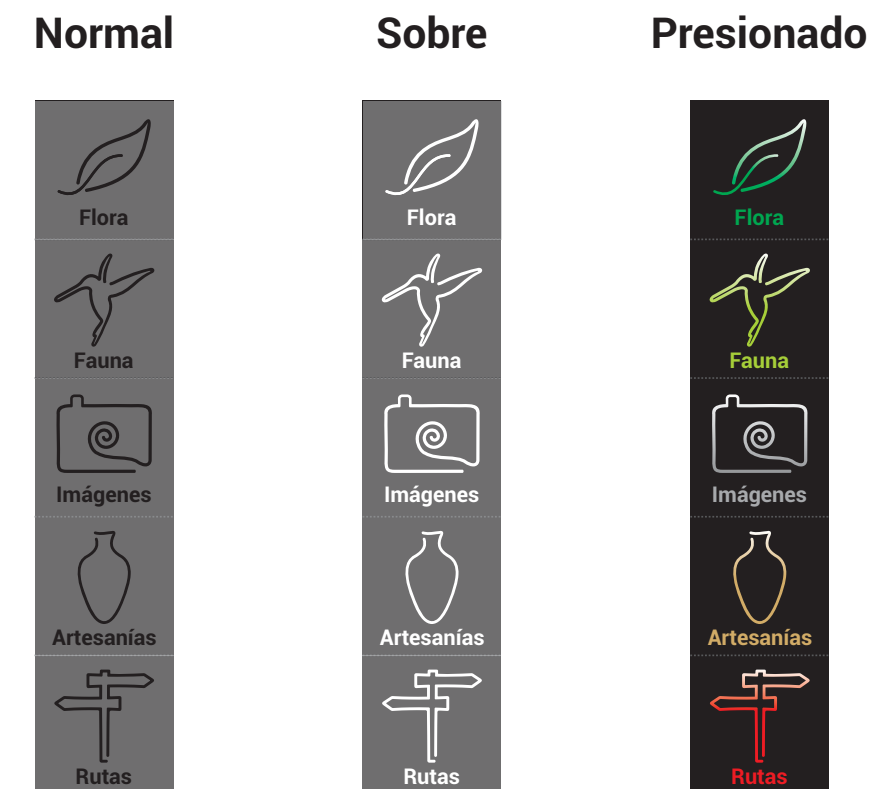 Normal
Sobre
Presionado
Flora
Flora
Flora
Fauna
Fauna
Fauna
Imágenes
Imágenes
Imágenes
Artesanías
Artesanías
Artesanías
Rutas
Rutas
Rutas